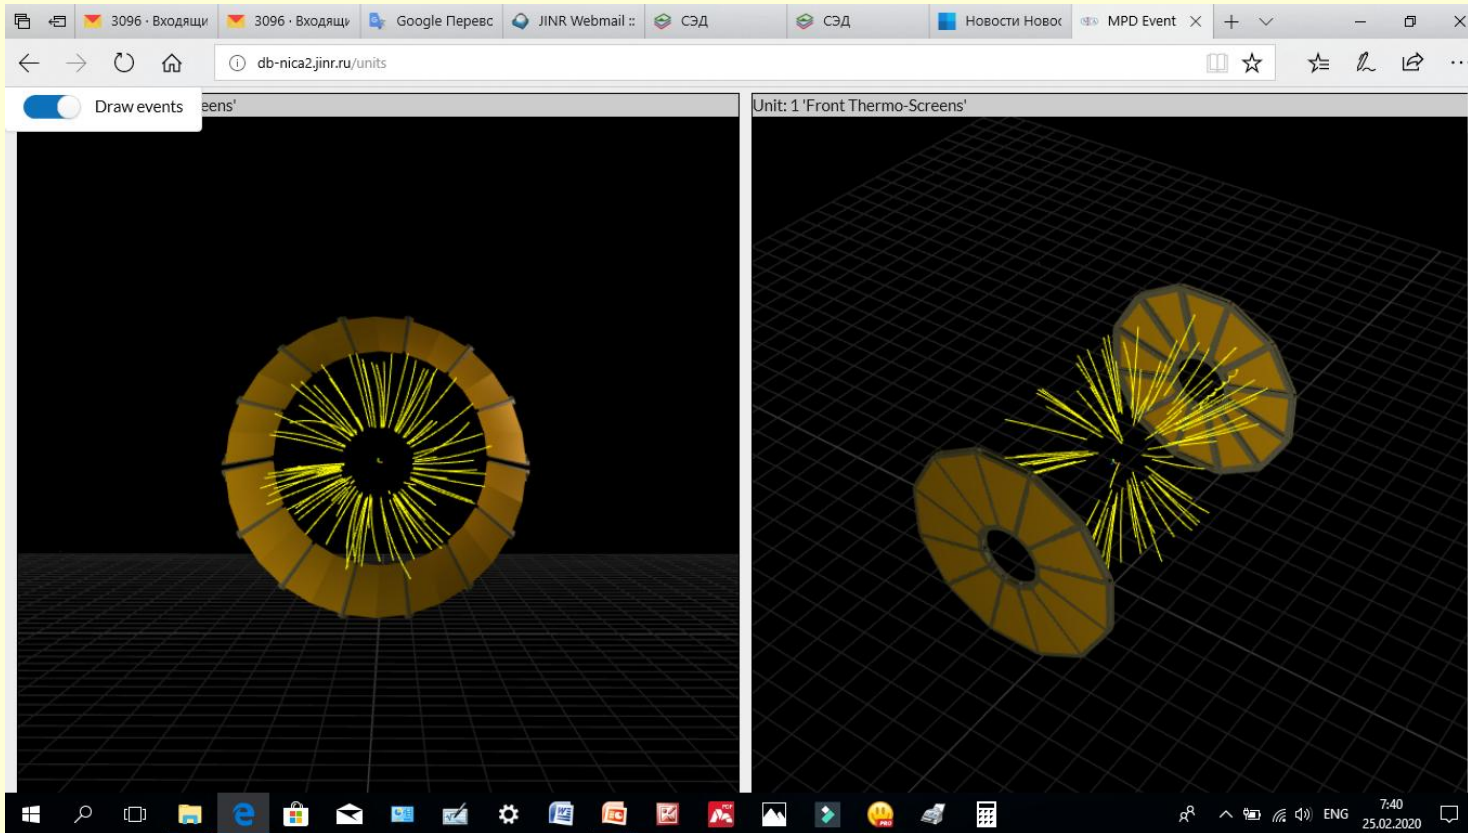 3096 · Входящи
3096 · Входящи
Google Перевс
JINR Webmail ::
СЭД
СЭД
Новости Новос
MPD Event
db-nica2.jinr.ru/units
Draw events
eens'
Unit: 1 'Front Thermo-Screens'
ENG
7:40
25.02.2020